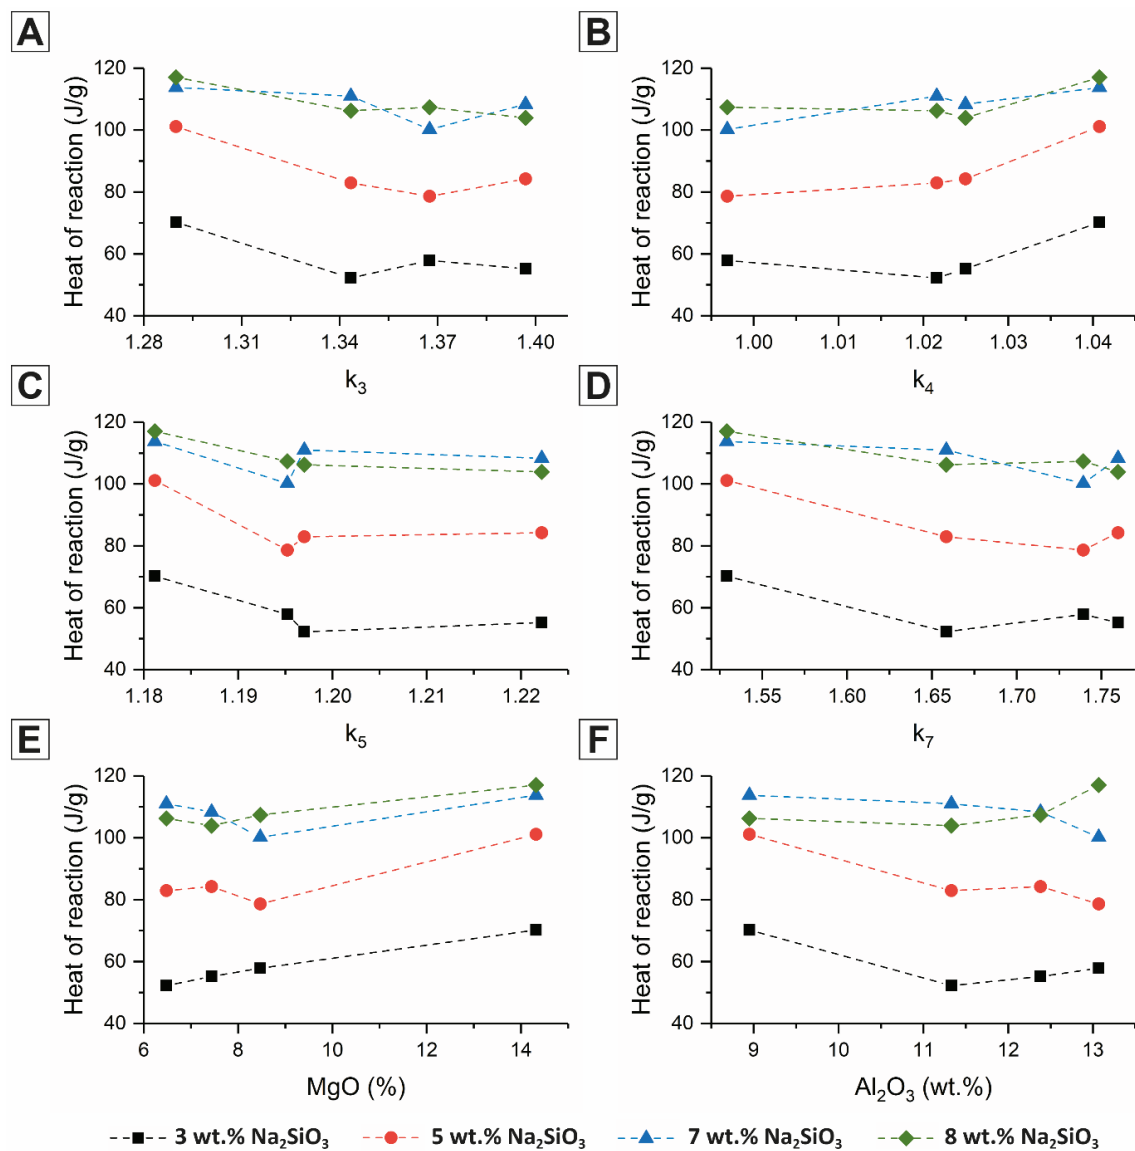 A
Heat of reaction (J/g)
120
100
80
60
40
1.28
1.31
1.34
1.37
1.40
k₃
B
Heat of reaction (J/g)
120
100
80
60
40
1.00
1.01
1.02
1.03
1.04
k₄
C
Heat of reaction (J/g)
120
100
80
60
40
1.18
1.19
1.20
1.21
1.22
k₅
D
Heat of reaction (J/g)
120
100
80
60
40
1.55
1.60
1.65
1.70
1.75
k₇
E
Heat of reaction (J/g)
120
100
80
60
40
6
8
10
12
14
MgO (%)
F
Heat of reaction (J/g)
120
100
80
60
40
9
10
11
12
13
Al₂O₃ (wt.%)
3 wt.% Na₂SiO₃
5 wt.% Na₂SiO₃
7 wt.% Na₂SiO₃
8 wt.% Na₂SiO₃